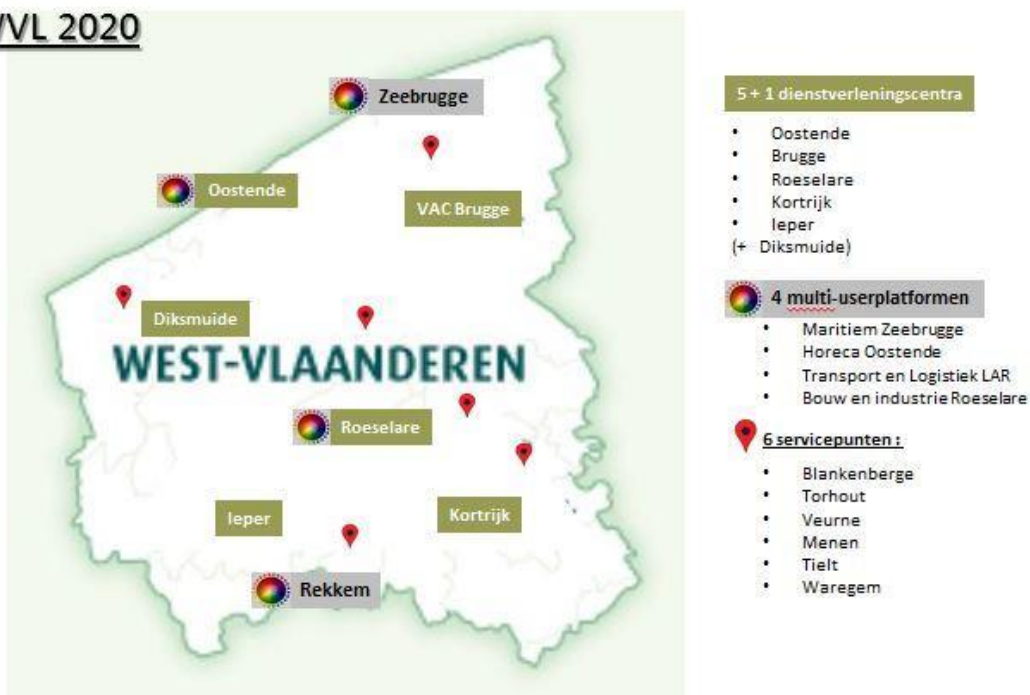 VVL 2020
Zeebrugge
Oostende
VAC Brugge
Diksmuide
WEST-VLAANDEREN
Roeselare
Ieper
Kortrijk
Rekkem
5 + 1 dienstverleningscentra
• Oostende
• Brugge
• Roeselare
• Kortrijk
• Ieper
(+ Diksmuide)
4 multi-userplatformen
• Maritiem Zeebrugge
• Horeca Oostende
• Transport en Logistiek LAR
• Bouw en industrie Roeselare
6 servicepunten :
• Blankenberge
• Torhout
• Veurne
• Menen
• Tielt
• Waregem